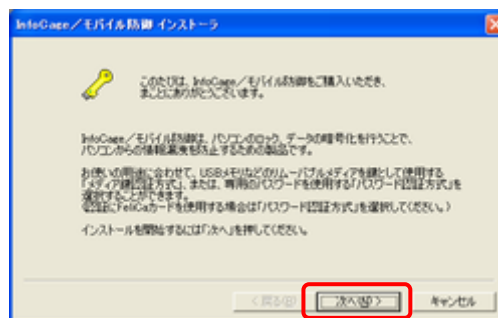 InfoCage／モバイル防御 インストーラ
このたびは、InfoCage／モバイル防御をご購入いただき、
まことにありがとうございます。
InfoCage／モバイル防御は、パソコンのロック、データの暗号化を行うことで、
パソコンからの情報漏洩を防止するための製品です。
お使いの用途に合わせて、USBメモリなどのリムーバブルメディアを鍵として使用する
「メディア鍵認証方式」、または、専用のパスワードを使用する「パスワード認証方式」を
選択することができます。
（認証にFeliCaカードを使用する場合は「パスワード認証方式」を選択してください。）
インストールを開始するには「次へ」を押してください。
< 戻る(B)
次へ(N) >
キャンセル